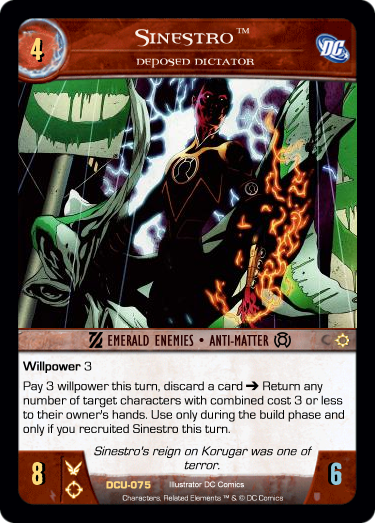 4
SINESTRO™
DC
DEPOSED DICTATOR
EMERALD ENEMIES • ANTI-MATTER
Willpower 3
Pay 3 willpower this turn, discard a card ➔ Return any
number of target characters with combined cost 3 or less
to their owner's hands. Use only during the build phase and
only if you recruited Sinestro this turn.
Sinestro's reign on Korugar was one of
terror.
8
DCU-075
Illustrator DC Comics
6
Characters, Related Elements ™ & © DC Comics